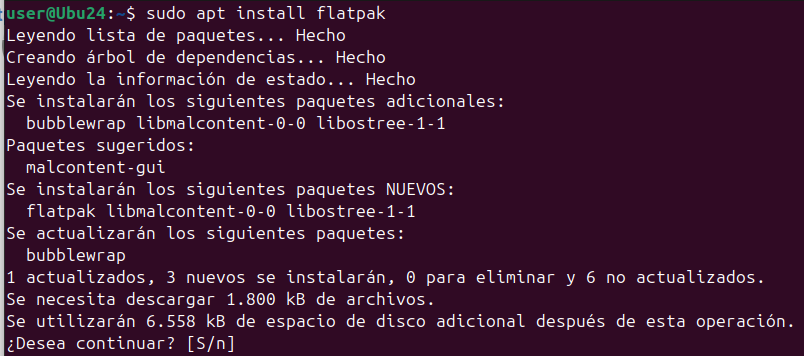 user@Ubu24:~$ sudo apt install flatpak
Leyendo lista de paquetes... Hecho
Creando árbol de dependencias... Hecho
Leyendo la información de estado... Hecho
Se instalarán los siguientes paquetes adicionales:
  bubblewrap libmalcontent-0-0 libostree-1-1
Paquetes sugeridos:
  malcontent-gui
Se instalarán los siguientes paquetes NUEVOS:
  flatpak libmalcontent-0-0 libostree-1-1
Se actualizarán los siguientes paquetes:
  bubblewrap
1 actualizados, 3 nuevos se instalarán, 0 para eliminar y 6 no actualizados.
Se necesita descargar 1.800 kB de archivos.
Se utilizarán 6.558 kB de espacio de disco adicional después de esta operación.
¿Desea continuar? [S/n]